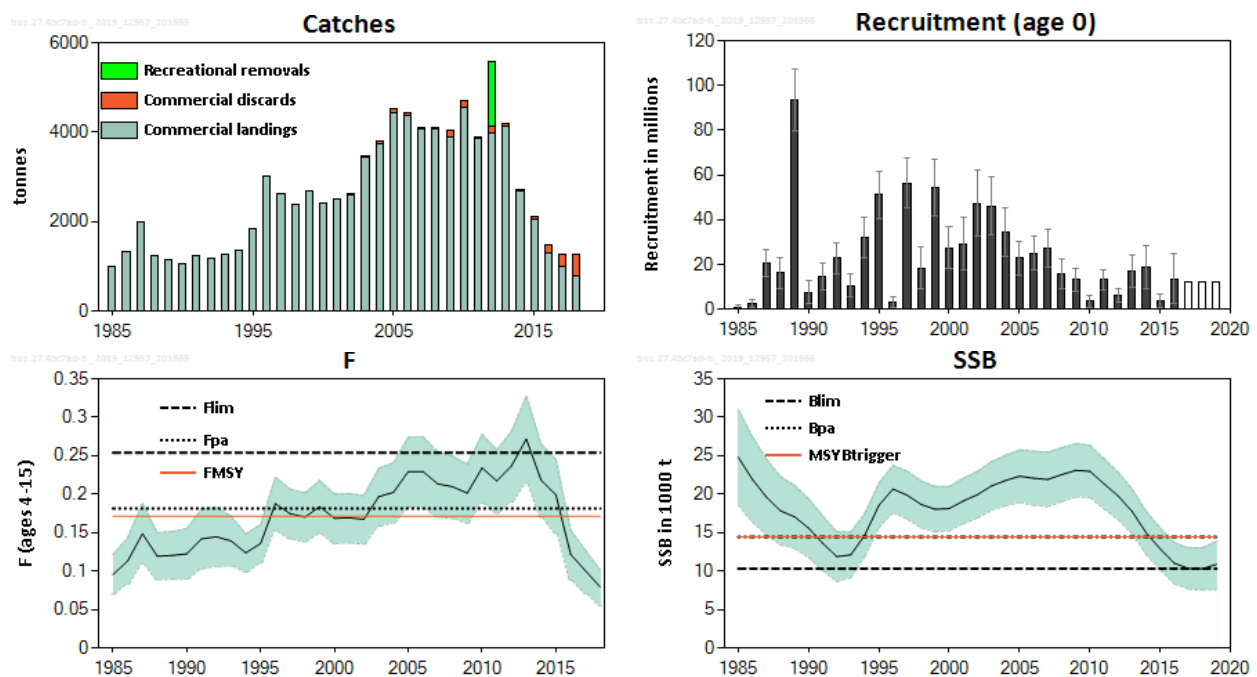 bss.27.4bc7ad-h_2019_12957_201966
Catches
6000
4000
2000
0
tonnes
Recreational removals
Commercial discards
Commercial landings
1985
1995
2005
2015
Recruitment (age 0)
120
100
80
60
40
20
0
Recruitment in millions
1985
1990
1995
2000
2005
2010
2015
2020
bss.27.4bc7ad-h_2019_12957_201966
F
0.35
0.3
0.25
0.2
0.15
0.1
0.05
0
F (ages 4-15)
Flim
Fpa
FMSY
1985
1990
1995
2000
2005
2010
2015
bss.27.4bc7ad-h_2019_12957_201966
SSB
35
30
25
20
15
10
5
0
SSB in 1000 t
Blim
Bpa
MSYBtrigger
1985
1990
1995
2000
2005
2010
2015
2020